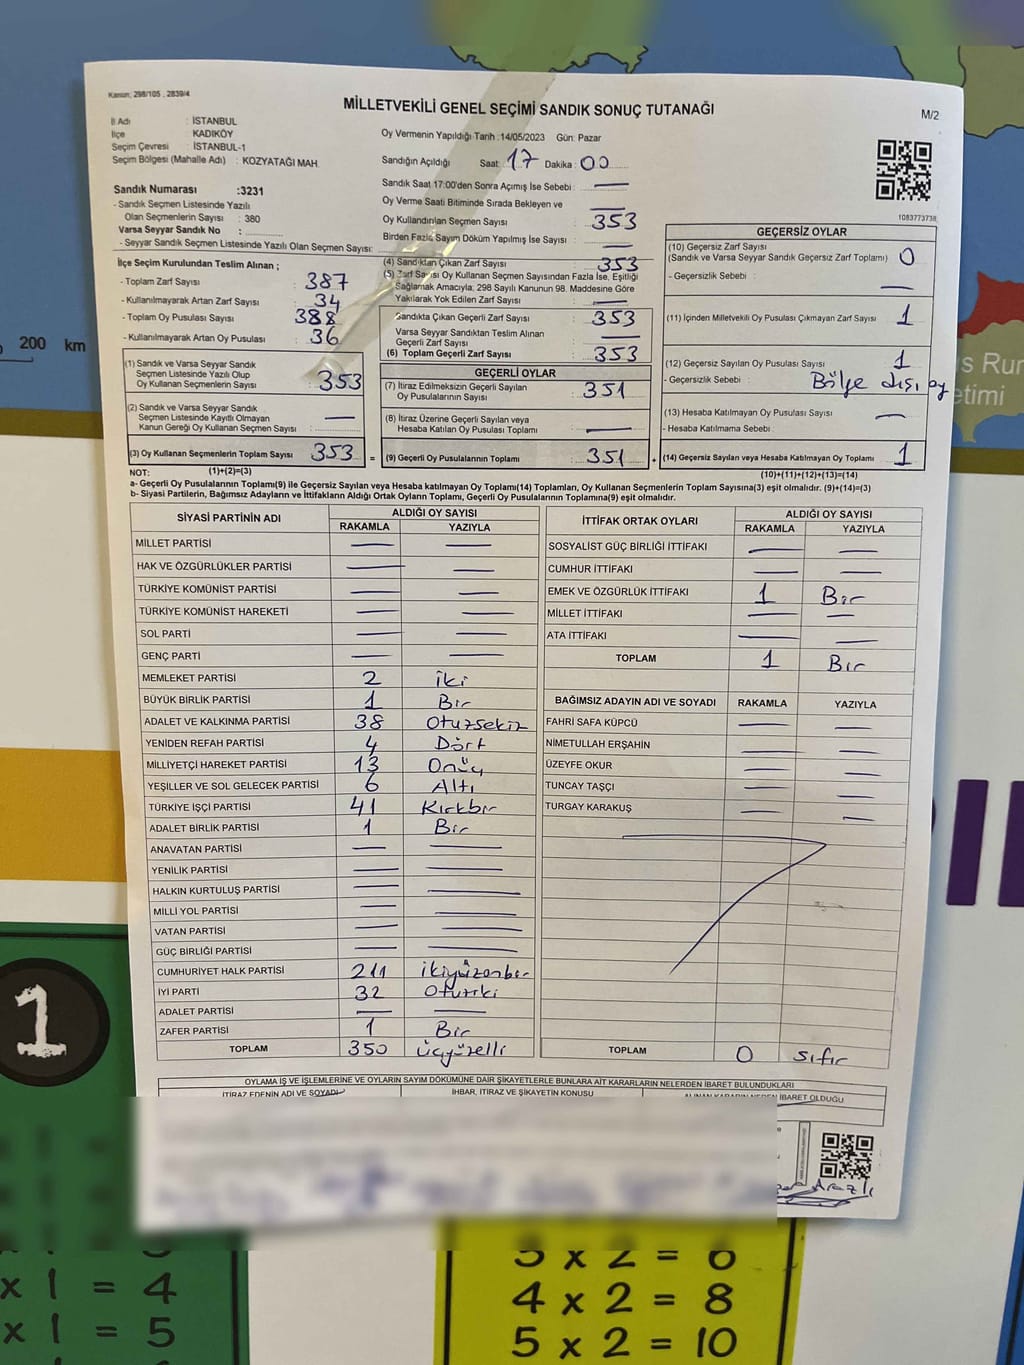 Kanun; 298/105 , 2839/4
MİLLETVEKİLİ GENEL SEÇİMİ SANDIK SONUÇ TUTANAĞI
M/2
İl Adı : İSTANBUL
İlçe : KADIKÖY
Seçim Çevresi : İSTANBUL-1
Seçim Bölgesi (Mahalle Adı) : KOZYATAĞI MAH.
Sandık Numarası :3231
- Sandık Seçmen Listesinde Yazılı
Olan Seçmenlerin Sayısı : 380
Varsa Seyyar Sandık No :
- Seyyar Sandık Seçmen Listesinde Yazılı Olan Seçmen Sayısı:
Oy Vermenin Yapıldığı Tarih :14/05/2023 Gün: Pazar
Sandığın Açıldığı Saat: 17 Dakika: 00
Sandık Saat 17:00'den Sonra Açımış İse Sebebi : —
Oy Verme Saati Bitiminde Sırada Bekleyen ve —
Oy Kullandırılan Seçmen Sayısı : 353
Birden Fazla Sayım Döküm Yapılmış İse Sayısı : —
1083773738
İlçe Seçim Kurulundan Teslim Alınan ;
- Toplam Zarf Sayısı : 387
- Kullanılmayarak Artan Zarf Sayısı : 34
- Toplam Oy Pusulası Sayısı : 388
- Kullanılmayarak Artan Oy Pusulası : 36
(4) Sandıktan Çıkan Zarf Sayısı : 353
(5) Zarf Sayısı Oy Kullanan Seçmen Sayısından Fazla İse, Eşitliği
Sağlamak Amacıyla; 298 Sayılı Kanunun 98. Maddesine Göre
Yakılarak Yok Edilen Zarf Sayısı : —
Sandıkta Çıkan Geçerli Zarf Sayısı : 353
Varsa Seyyar Sandıktan Teslim Alınan
Geçerli Zarf Sayısı : —
(6) Toplam Geçerli Zarf Sayısı : 353
(1) Sandık ve Varsa Seyyar Sandık
Seçmen Listesinde Yazılı Olup
Oy Kullanan Seçmenlerin Sayısı : 353
(2) Sandık ve Varsa Seyyar Sandık
Seçmen Listesinde Kayıtlı Olmayan
Kanun Gereği Oy Kullanan Seçmen Sayısı : —
(3) Oy Kullanan Seçmenlerin Toplam Sayısı : 353 =
GEÇERLİ OYLAR
(7) İtiraz Edilmeksizin Geçerli Sayılan
Oy Pusulalarının Sayısı : 351
(8) İtiraz Üzerine Geçerli Sayılan veya
Hesaba Katılan Oy Pusulası Toplamı : —
(9) Geçerli Oy Pusulalarının Toplamı : 351 +
GEÇERSİZ OYLAR
(10) Geçersiz Zarf Sayısı
(Sandık ve Varsa Seyyar Sandık Geçersiz Zarf Toplamı) : 0
- Geçersizlik Sebebi : —
(11) İçinden Milletvekili Oy Pusulası Çıkmayan Zarf Sayısı : 1
(12) Geçersiz Sayılan Oy Pusulası Sayısı : 1
- Geçersizlik Sebebi : Bölge dışı oy
(13) Hesaba Katılmayan Oy Pusulası Sayısı : —
- Hesaba Katılmama Sebebi :
(14) Geçersiz Sayılan veya Hesaba Katılmayan Oy Toplamı : 1
NOT: (1)+(2)=(3)
(10)+(11)+(12)+(13)=(14)
a- Geçerli Oy Pusulalarının Toplamı(9) ile Geçersiz Sayılan veya Hesaba katılmayan Oy Toplamı(14) Toplamları, Oy Kullanan Seçmenlerin Toplam Sayısına(3) eşit olmalıdır. (9)+(14)=(3)
b- Siyasi Partilerin, Bağımsız Adayların ve İttifakların Aldığı Ortak Oyların Toplamı, Geçerli Oy Pusulalarının Toplamına(9) eşit olmalıdır.
SİYASİ PARTİNİN ADI ALDIĞI OY SAYISI
RAKAMLA YAZIYLA
MİLLET PARTİSİ — —
HAK VE ÖZGÜRLÜKLER PARTİSİ — —
TÜRKİYE KOMÜNİST PARTİSİ — —
TÜRKİYE KOMÜNİST HAREKETİ — —
SOL PARTİ — —
GENÇ PARTİ — —
MEMLEKET PARTİSİ 2 iki
BÜYÜK BİRLİK PARTİSİ 1 Bir
ADALET VE KALKINMA PARTİSİ 38 Otuzsekiz
YENİDEN REFAH PARTİSİ 4 Dört
MİLLİYETÇİ HAREKET PARTİSİ 13 Onüç
YEŞİLLER VE SOL GELECEK PARTİSİ 6 Altı
TÜRKİYE İŞÇİ PARTİSİ 41 Kırkbir
ADALET BİRLİK PARTİSİ 1 Bir
ANAVATAN PARTİSİ — —
YENİLİK PARTİSİ — —
HALKIN KURTULUŞ PARTİSİ — —
MİLLİ YOL PARTİSİ — —
VATAN PARTİSİ — —
GÜÇ BİRLİĞİ PARTİSİ — —
CUMHURİYET HALK PARTİSİ 211 ikiyüzonbir
İYİ PARTİ 32 Otuziki
ADALET PARTİSİ — —
ZAFER PARTİSİ 1 Bir
TOPLAM 350 üçyüzelli
İTTİFAK ORTAK OYLARI ALDIĞI OY SAYISI
RAKAMLA YAZIYLA
SOSYALİST GÜÇ BİRLİĞİ İTTİFAKI — —
CUMHUR İTTİFAKI — —
EMEK VE ÖZGÜRLÜK İTTİFAKI 1 Bir
MİLLET İTTİFAKI — —
ATA İTTİFAKI — —
TOPLAM 1 Bir
BAĞIMSIZ ADAYIN ADI VE SOYADI RAKAMLA YAZIYLA
FAHRİ SAFA KÜPCÜ — —
NİMETULLAH ERŞAHİN — —
ÜZEYFE OKUR — —
TUNCAY TAŞÇI — —
TURGAY KARAKUŞ — —
TOPLAM 0 sıfır
OYLAMA İŞ VE İŞLEMLERİNE VE OYLARIN SAYIM DÖKÜMÜNE DAİR ŞİKAYETLERLE BUNLARA AİT KARARLARIN NELERDEN İBARET BULUNDUKLARI
İTİRAZ EDENİN ADI VE SOYADI İHBAR, İTİRAZ VE ŞİKAYETİN KONUSU ALINAN KARARIN NEDEN İBARET OLDUĞU
200 km
s Rur
etimi
1
x 1 = 4
x 1 = 5
3 x 2 = 6
4 x 2 = 8
5 x 2 = 10